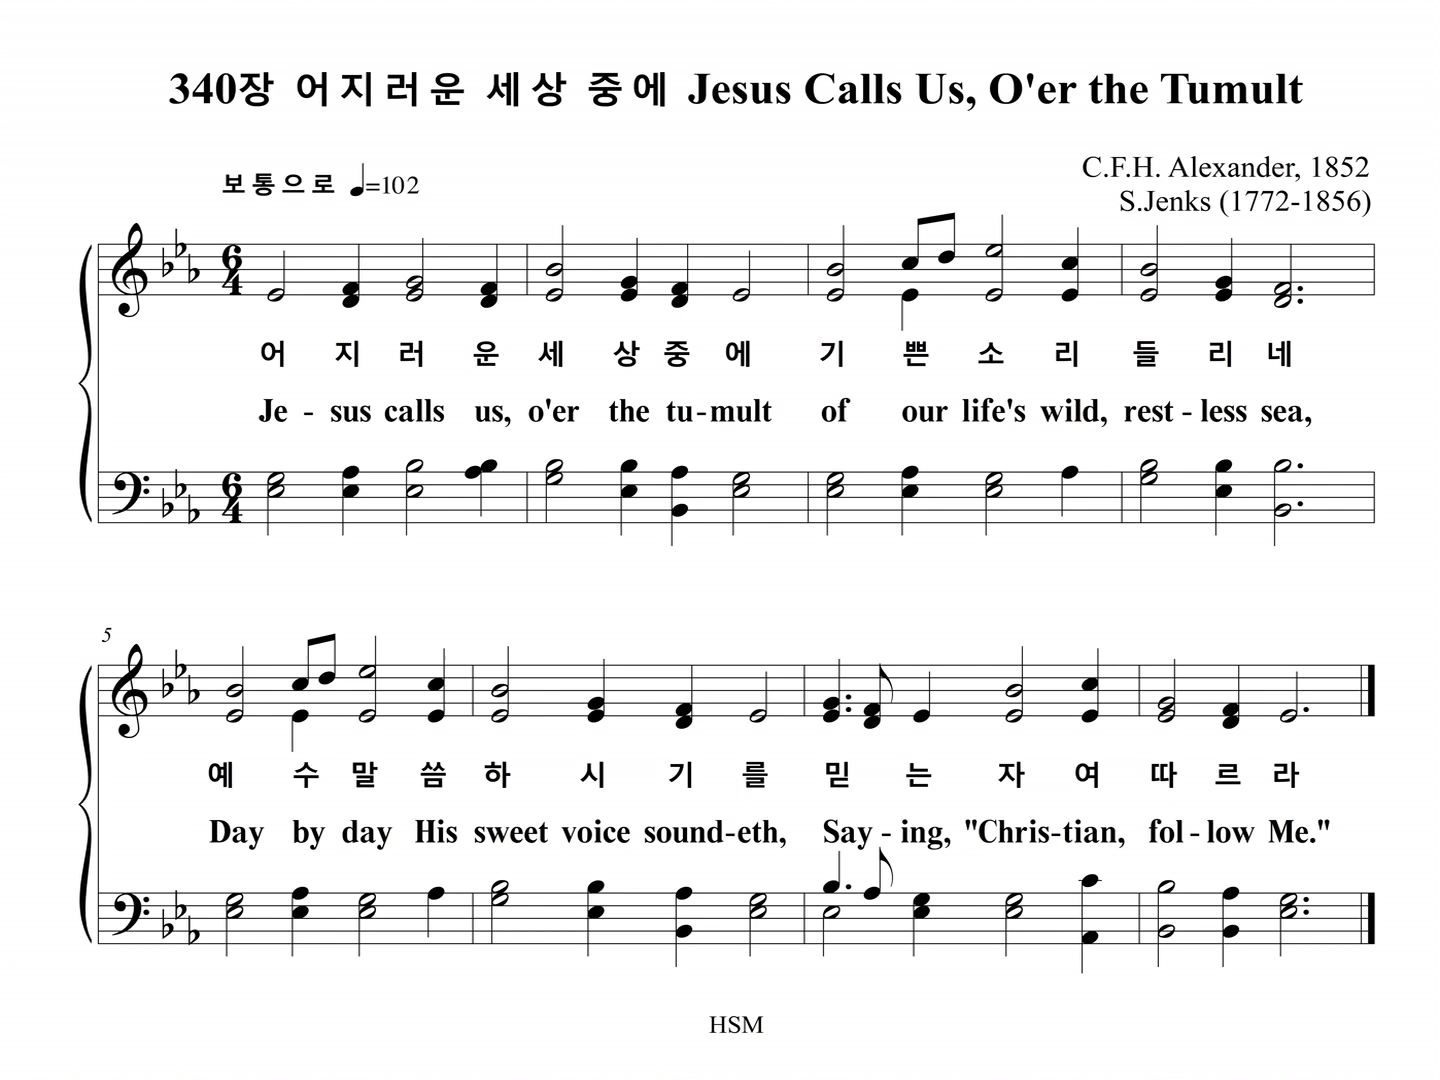 340장 어지러운 세상 중에 Jesus Calls Us, O'er the Tumult
C.F.H. Alexander, 1852
보통으로 ♩=102
S.Jenks (1772-1856)
6 4
어 지 러 운 세 상 중 에 기 쁜 소 리 들 리 네
Je - sus calls us, o'er the tu-mult of our life's wild, rest - less sea,
6 4
5
예 수 말 씀 하 시 기 를 믿 는 자 여 따 르 라
Day by day His sweet voice sound-eth, Say - ing, "Chris-tian, fol - low Me."
HSM